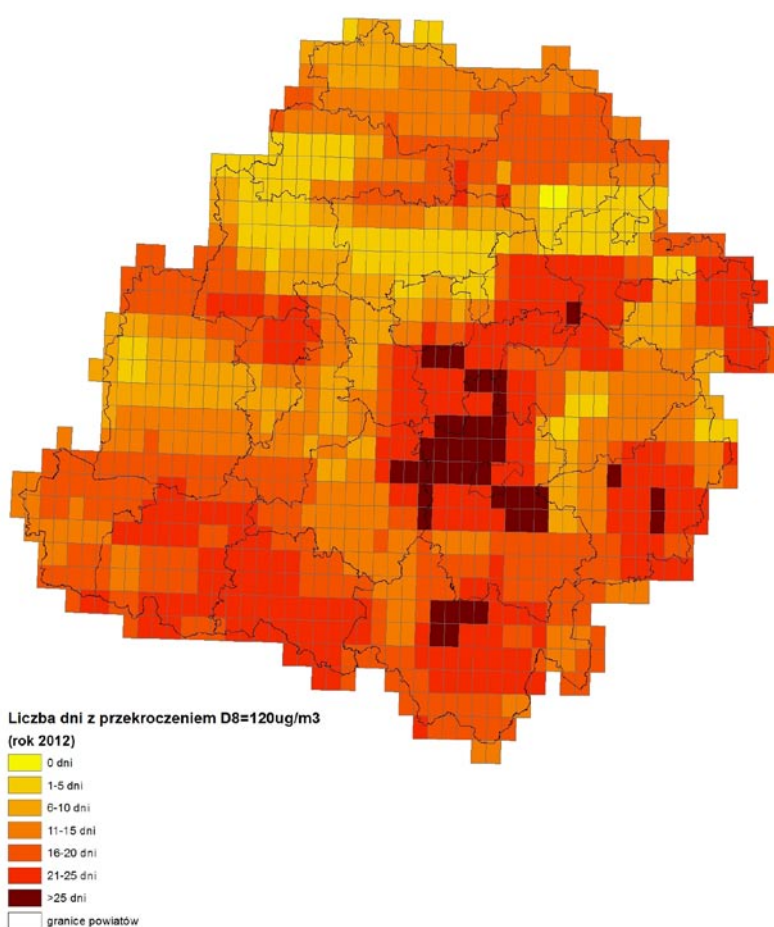 Liczba dni z przekroczeniem D8=120ug/m3
(rok 2012)
0 dni
1-5 dni
6-10 dni
11-15 dni
16-20 dni
21-25 dni
>25 dni
granice powiatów